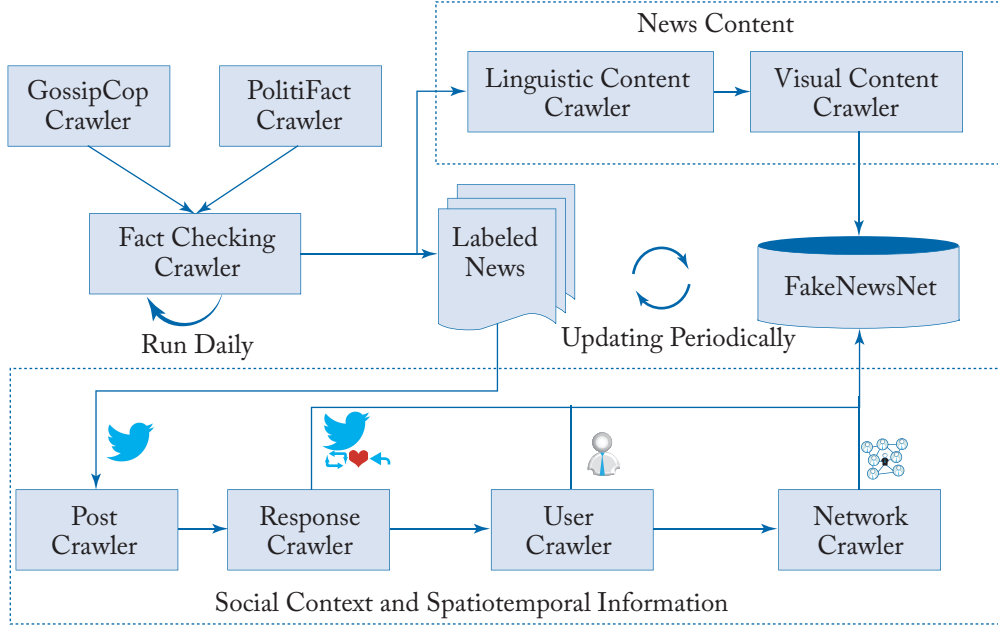 News Content
GossipCop
Crawler
PolitiFact
Crawler
Linguistic Content
Crawler
Visual Content
Crawler
Fact Checking
Crawler
Labeled
News
FakeNewsNet
Run Daily
Updating Periodically
Post
Crawler
Response
Crawler
User
Crawler
Network
Crawler
Social Context and Spatiotemporal Information